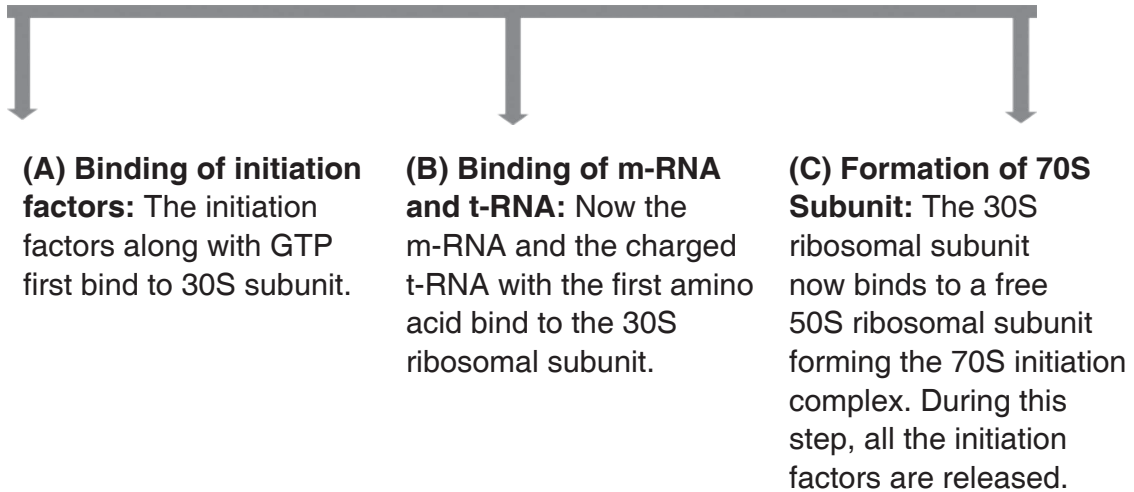 (A) Binding of initiation
factors: The initiation
factors along with GTP
first bind to 30S subunit.
(B) Binding of m-RNA
and t-RNA: Now the
m-RNA and the charged
t-RNA with the first amino
acid bind to the 30S
ribosomal subunit.
(C) Formation of 70S
Subunit: The 30S
ribosomal subunit
now binds to a free
50S ribosomal subunit
forming the 70S initiation
complex. During this
step, all the initiation
factors are released.